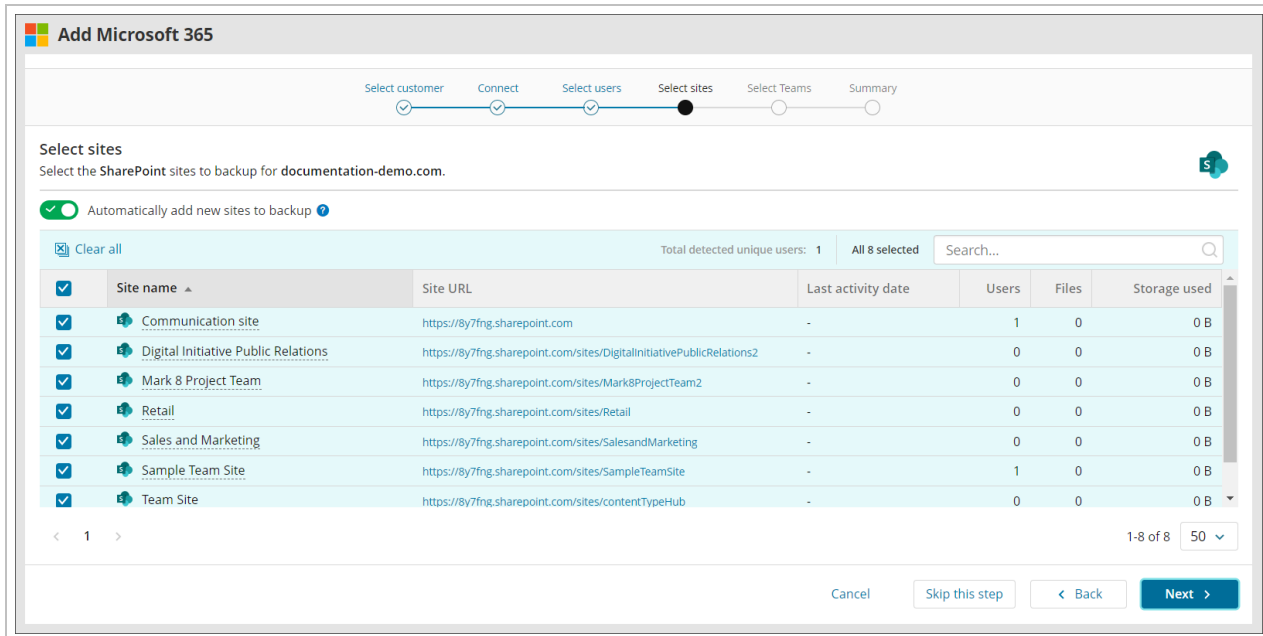 Add Microsoft 365
Select customer Connect Select users Select sites Select Teams Summary
Select sites
Select the SharePoint sites to backup for documentation-demo.com.
Automatically add new sites to backup ?
Clear all Total detected unique users: 1 All 8 selected Search...
Site name Site URL Last activity date Users Files Storage used
Communication site https://8y7fng.sharepoint.com - 1 0 0 B
Digital Initiative Public Relations https://8y7fng.sharepoint.com/sites/DigitalInitiativePublicRelations2 - 0 0 0 B
Mark 8 Project Team https://8y7fng.sharepoint.com/sites/Mark8ProjectTeam2 - 0 0 0 B
Retail https://8y7fng.sharepoint.com/sites/Retail - 0 0 0 B
Sales and Marketing https://8y7fng.sharepoint.com/sites/SalesandMarketing - 0 0 0 B
Sample Team Site https://8y7fng.sharepoint.com/sites/SampleTeamSite - 1 0 0 B
Team Site https://8y7fng.sharepoint.com/sites/contentTypeHub - 0 0 0 B
< 1 > 1-8 of 8 50
Cancel Skip this step < Back Next >